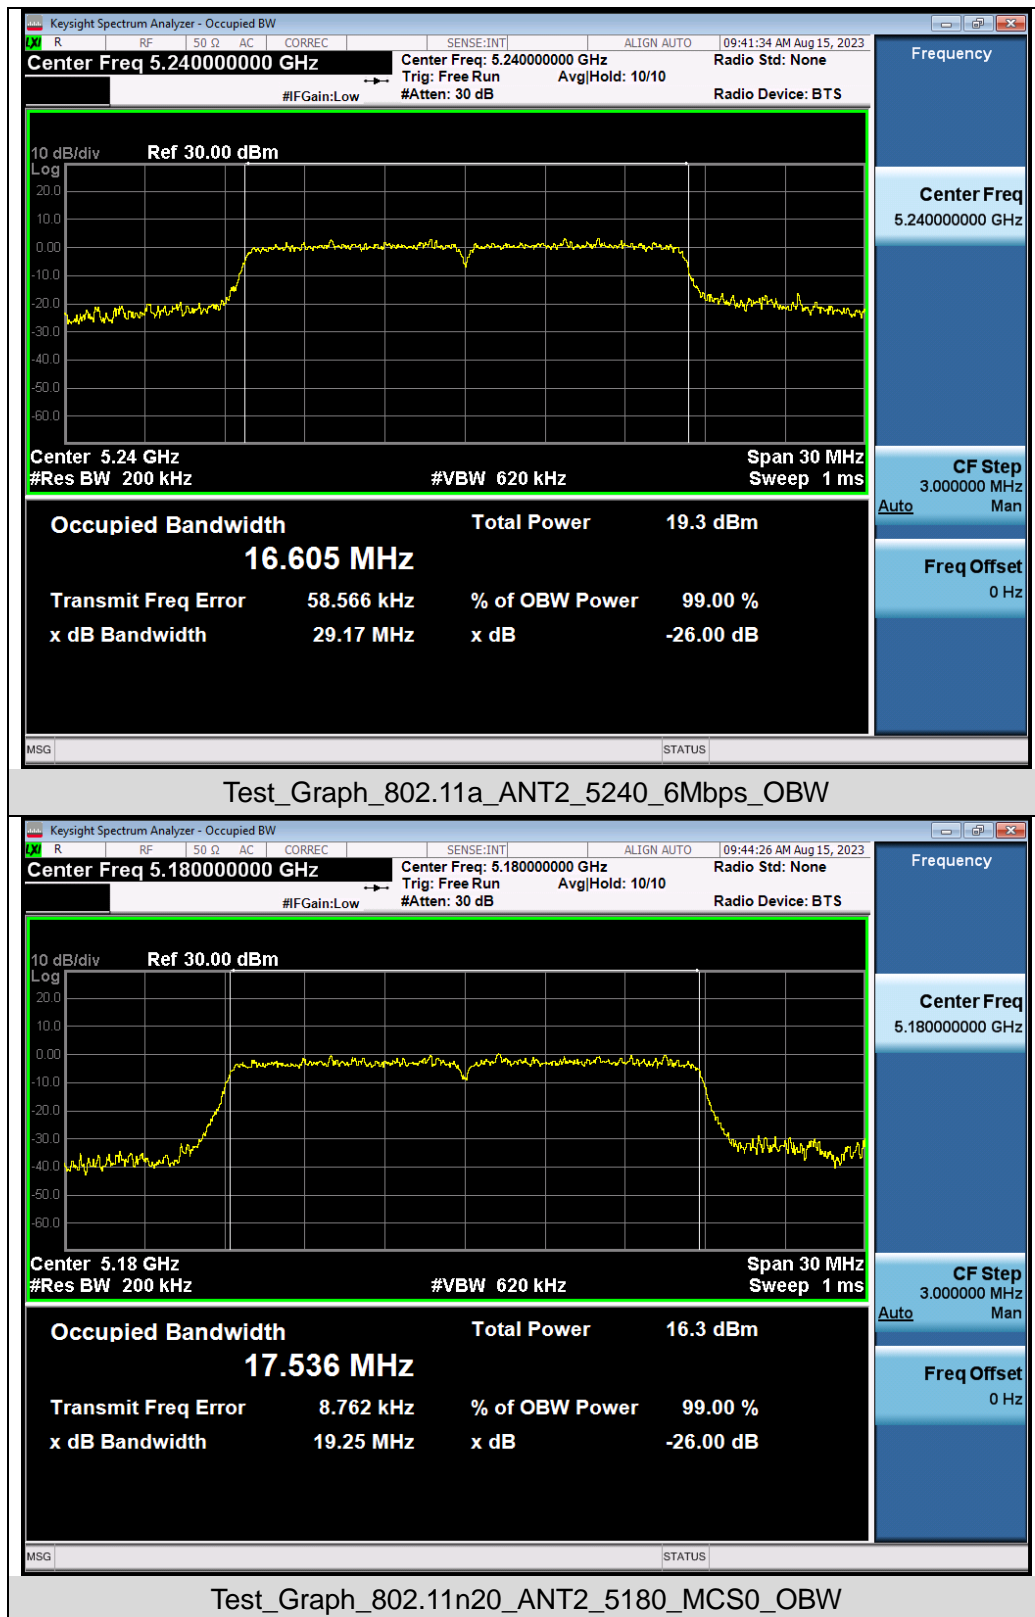 Keysight Spectrum Analyzer - Occupied BW
LXI R RF 50 Ω AC CORREC SENSE:INT ALIGN AUTO 09:41:34 AM Aug 15, 2023
Center Freq 5.240000000 GHz
Center Freq: 5.240000000 GHz
Radio Std: None
Trig: Free Run Avg|Hold: 10/10
#IFGain:Low
#Atten: 30 dB
Radio Device: BTS
Frequency
10 dB/div Ref 30.00 dBm
Log
20.0
10.0
0.00
-10.0
-20.0
-30.0
-40.0
-50.0
-60.0
Center 5.24 GHz Span 30 MHz
#Res BW 200 kHz #VBW 620 kHz Sweep 1 ms
Center Freq
5.240000000 GHz
CF Step
3.000000 MHz
Auto Man
Freq Offset
0 Hz
Occupied Bandwidth Total Power 19.3 dBm
16.605 MHz
Transmit Freq Error 58.566 kHz % of OBW Power 99.00 %
x dB Bandwidth 29.17 MHz x dB -26.00 dB
MSG STATUS
Test_Graph_802.11a_ANT2_5240_6Mbps_OBW
Keysight Spectrum Analyzer - Occupied BW
LXI R RF 50 Ω AC CORREC SENSE:INT ALIGN AUTO 09:44:26 AM Aug 15, 2023
Center Freq 5.180000000 GHz
Center Freq: 5.180000000 GHz
Radio Std: None
Trig: Free Run Avg|Hold: 10/10
#IFGain:Low
#Atten: 30 dB
Radio Device: BTS
Frequency
10 dB/div Ref 30.00 dBm
Log
20.0
10.0
0.00
-10.0
-20.0
-30.0
-40.0
-50.0
-60.0
Center 5.18 GHz Span 30 MHz
#Res BW 200 kHz #VBW 620 kHz Sweep 1 ms
Center Freq
5.180000000 GHz
CF Step
3.000000 MHz
Auto Man
Freq Offset
0 Hz
Occupied Bandwidth Total Power 16.3 dBm
17.536 MHz
Transmit Freq Error 8.762 kHz % of OBW Power 99.00 %
x dB Bandwidth 19.25 MHz x dB -26.00 dB
MSG STATUS
Test_Graph_802.11n20_ANT2_5180_MCS0_OBW